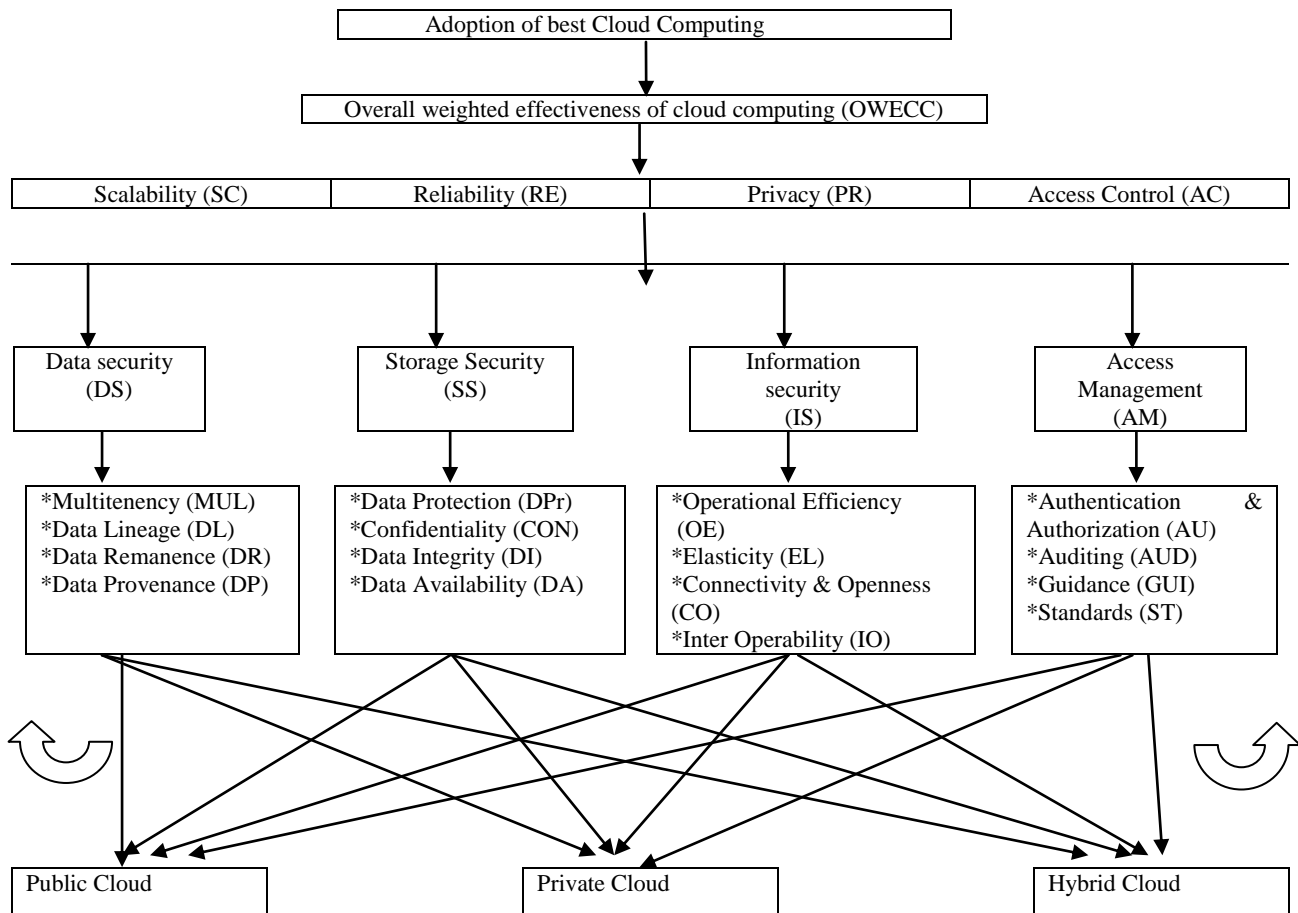 Adoption of best Cloud Computing
Overall weighted effectiveness of cloud computing (OWECC)
Scalability (SC)
Reliability (RE)
Privacy (PR)
Access Control (AC)
Data security
(DS)
Storage Security
(SS)
Information
security
(IS)
Access
Management
(AM)
*Multitenency (MUL)
*Data Lineage (DL)
*Data Remanence (DR)
*Data Provenance (DP)
*Data Protection (DPr)
*Confidentiality (CON)
*Data Integrity (DI)
*Data Availability (DA)
*Operational Efficiency
(OE)
*Elasticity (EL)
*Connectivity & Openness
(CO)
*Inter Operability (IO)
*Authentication &
Authorization (AU)
*Auditing (AUD)
*Guidance (GUI)
*Standards (ST)
Public Cloud
Private Cloud
Hybrid Cloud